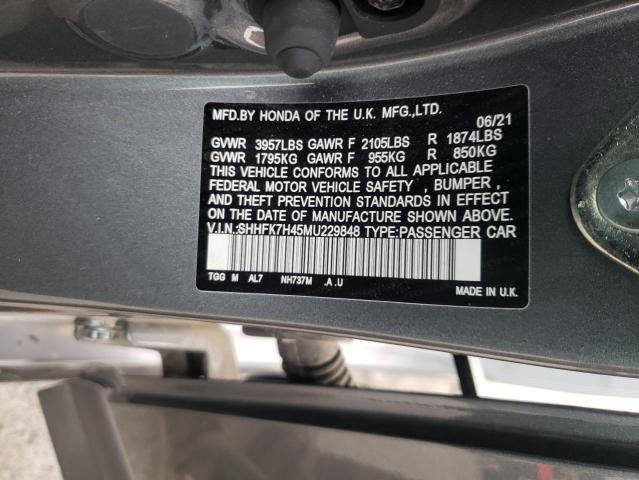 MFD.BY HONDA OF THE U.K. MFG.,LTD.
06/21
GVWR 3957LBS GAWR F 2105LBS R 1874LBS
GVWR 1795KG GAWR F 955KG R 850KG
THIS VEHICLE CONFORMS TO ALL APPLICABLE
FEDERAL MOTOR VEHICLE SAFETY , BUMPER ,
AND THEFT PREVENTION STANDARDS IN EFFECT
ON THE DATE OF MANUFACTURE SHOWN ABOVE.
V.I.N.:SHHFK7H45MU229848 TYPE:PASSENGER CAR
TGG M AL7 NH737M .A .U
MADE IN U.K.